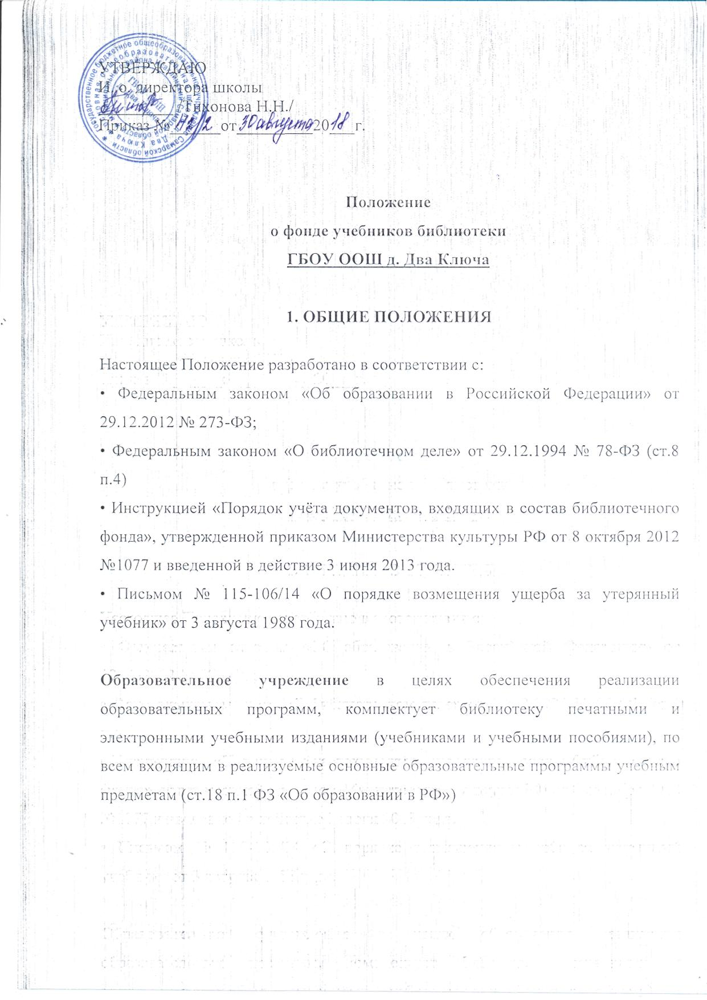 УТВЕРЖДАЮ
И. о. директора школы
/Тихонова Н.Н./
Приказ № от 30 августа 2018 г.
Положение
о фонде учебников библиотеки
ГБОУ ООШ д. Два Ключа
1. ОБЩИЕ ПОЛОЖЕНИЯ
Настоящее Положение разработано в соответствии с:
• Федеральным законом «Об образовании в Российской Федерации» от
29.12.2012 № 273-ФЗ;
• Федеральным законом «О библиотечном деле» от 29.12.1994 № 78-ФЗ (ст.8
п.4)
• Инструкцией «Порядок учёта документов, входящих в состав библиотечного
фонда», утвержденной приказом Министерства культуры РФ от 8 октября 2012
№1077 и введенной в действие 3 июня 2013 года.
• Письмом № 115-106/14 «О порядке возмещения ущерба за утерянный
учебник» от 3 августа 1988 года.
Образовательное учреждение в целях обеспечения реализации
образовательных программ, комплектует библиотеку печатными и
электронными учебными изданиями (учебниками и учебными пособиями), по
всем входящим в реализуемые основные образовательные программы учебным
предметам (ст.18 п.1 ФЗ «Об образовании в РФ»)